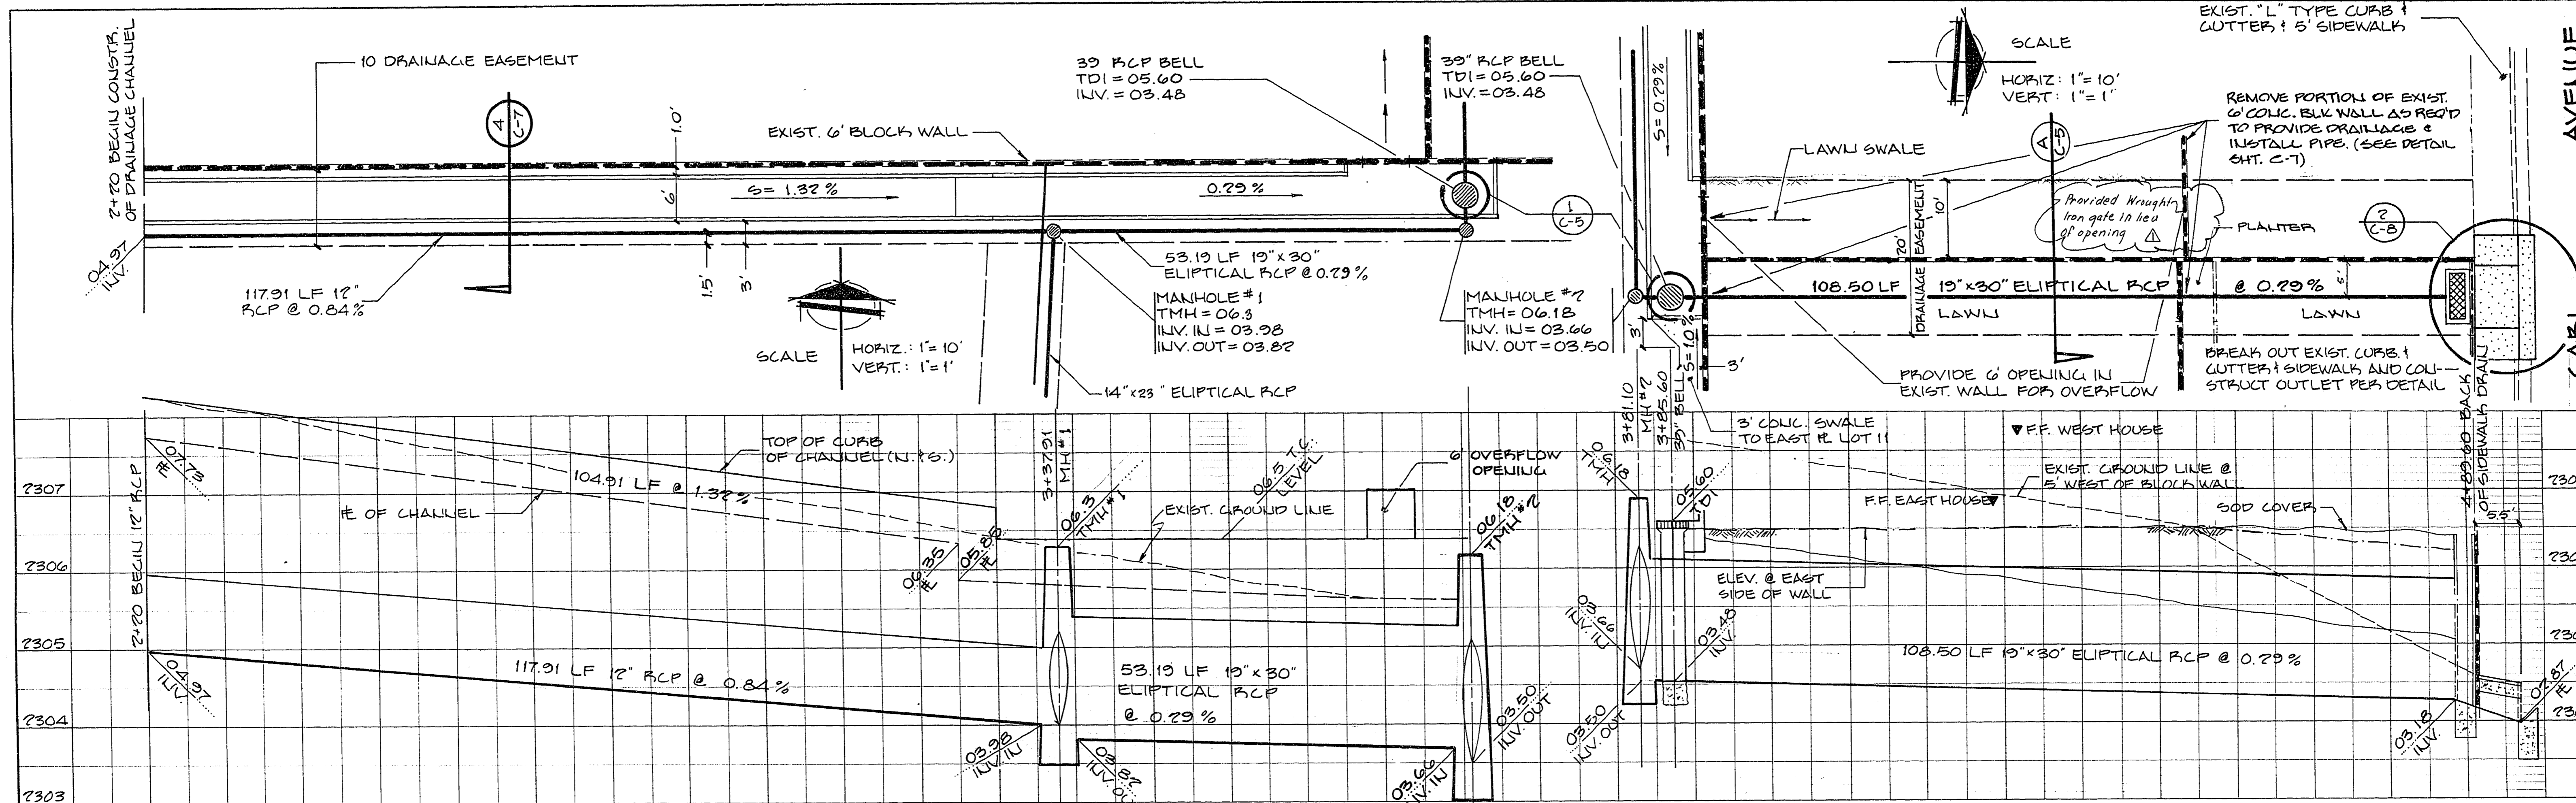 2+20 BEGIN CONSTR.
OF DRAINAGE CHANNEL
10 DRAINAGE EASEMENT
4
C-7
1.0'
6'
EXIST. 6' BLOCK WALL
39 RCP BELL
TDI = 05.60
INV. = 03.48
39" RCP BELL
TDI = 05.60
INV. = 03.48
S= 0.29%
SCALE
HORIZ: 1"= 10'
VERT: 1"= 1"
EXIST. "L" TYPE CURB &
GUTTER & 5' SIDEWALK
AVENUE
REMOVE PORTION OF EXIST.
6' CONC. BLK WALL AS REQ'D
TO PROVIDE DRAINAGE &
INSTALL PIPE. (SEE DETAIL
SHT. C-7)
LAWN SWALE
A
C-5
S= 1.32%
0.29%
1
C-5
Provided Wrought
Iron gate in lieu
of opening
PLANTER
2
C-8
20'
DRAINAGE EASEMENT
10'
04.97
INV.
117.91 LF 12"
RCP @ 0.84%
1.5'
3'
53.19 LF 19"x30"
ELIPTICAL RCP @ 0.29%
MANHOLE #1
TMH = 06.3
INV. IN = 03.98
INV. OUT = 03.82
MANHOLE #2
TMH = 06.18
INV. IN = 03.66
INV. OUT = 03.50
108.50 LF
19"x30" ELIPTICAL RCP
@ 0.29%
LAWN
LAWN
3'
S= 1.0%
3'
SCALE
HORIZ.: 1"= 10'
VERT.: 1"= 1'
14"x23" ELIPTICAL RCP
PROVIDE 6' OPENING IN
EXIST. WALL FOR OVERFLOW
BREAK OUT EXIST. CURB &
GUTTER & SIDEWALK AND CON-
STRUCT OUTLET PER DETAIL
3' CONC. SWALE
TO EAST ℄ LOT 11
F.F. WEST HOUSE
EXIST. GROUND LINE @
5' WEST OF BLOCK WALL
F.F. EAST HOUSE
SOD COVER
4+89.60 BACK
OF SIDEWALK DRAIN
5.5'
2+20 BEGIN 12" RCP
07.73
℄
TOP OF CURB
OF CHANNEL (N. & S.)
104.91 LF @ 1.32%
℄ OF CHANNEL
3+37.91
MH #1
06.3
TMH #1
06.5 T.C.
LEVEL
EXIST. GROUND LINE
6' OVERFLOW
OPENING
06.18
TMH #2
3+81.10
MH #2
3+85.60
39" BELL
06.18
TMH
05.60
TDI
06.35
℄
05.85
℄
ELEV. @ EAST
SIDE OF WALL
03.66
INV. IN
03.48
INV.
2307
2306
2305
2304
2303
04.97
INV.
117.91 LF 12" RCP @ 0.84%
53.19 LF 19"x30"
ELIPTICAL RCP
@ 0.29%
108.50 LF 19"x30" ELIPTICAL RCP @ 0.29%
03.98
INV. IN
03.82
03.66
03.50
INV. OUT
03.50
INV. OUT
03.18
INV.
02.87
℄